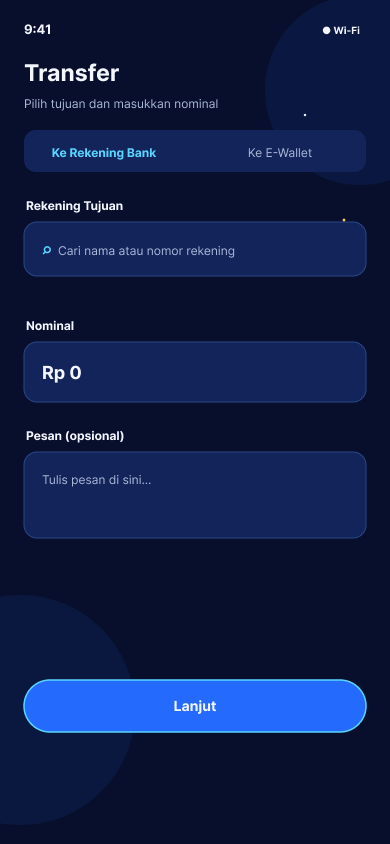 9:41
Wi-Fi
Transfer
Pilih tujuan dan masukkan nominal
Ke Rekening Bank
Ke E-Wallet
Rekening Tujuan
Cari nama atau nomor rekening
Nominal
Rp 0
Pesan (opsional)
Tulis pesan di sini...
Lanjut